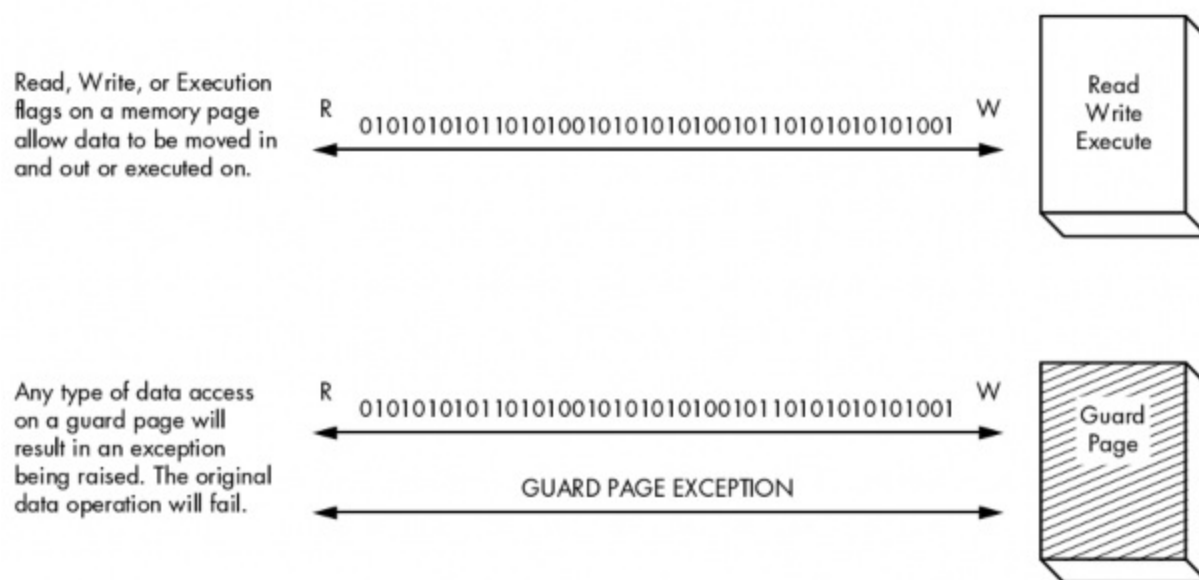 Read, Write, or Execution
flags on a memory page
allow data to be moved in
and out or executed on.
R
W
010101010110101001010101010010110101010101001
Read
Write
Execute
Any type of data access
on a guard page will
result in an exception
being raised. The original
data operation will fail.
R
W
010101010110101001010101010010110101010101001
GUARD PAGE EXCEPTION
Guard
Page